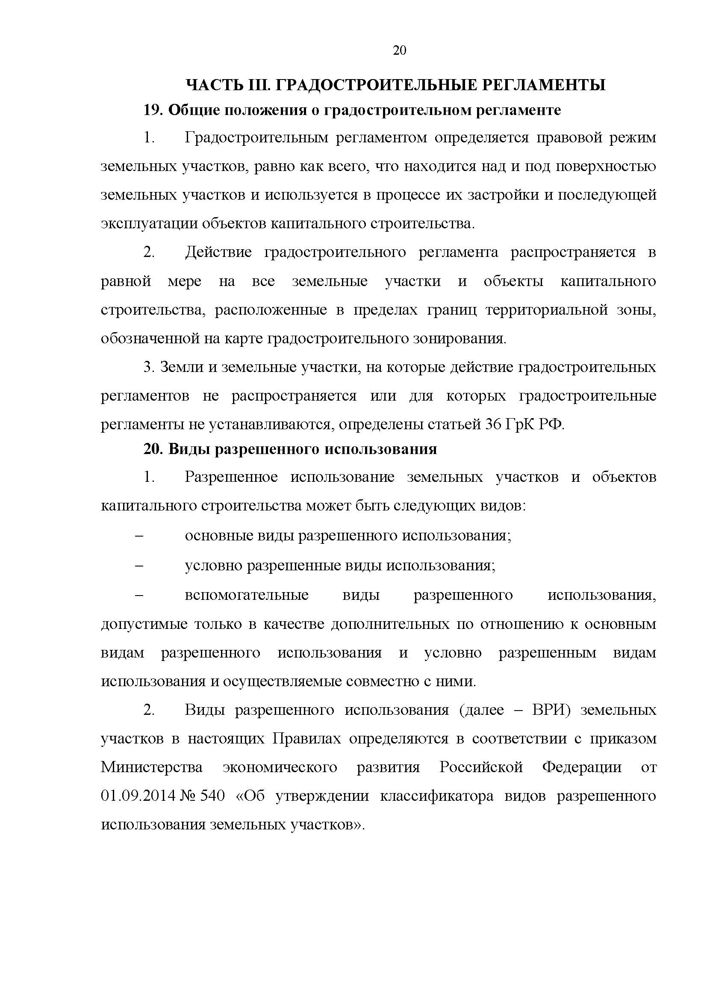 20
ЧАСТЬ III. ГРАДОСТРОИТЕЛЬНЫЕ РЕГЛАМЕНТЫ
19. Общие положения о градостроительном регламенте
1. Градостроительным регламентом определяется правовой режим
земельных участков, равно как всего, что находится над и под поверхностью
земельных участков и используется в процессе их застройки и последующей
эксплуатации объектов капитального строительства.
2. Действие градостроительного регламента распространяется в
равной мере на все земельные участки и объекты капитального
строительства, расположенные в пределах границ территориальной зоны,
обозначенной на карте градостроительного зонирования.
3. Земли и земельные участки, на которые действие градостроительных
регламентов не распространяется или для которых градостроительные
регламенты не устанавливаются, определены статьей 36 ГрК РФ.
20. Виды разрешенного использования
1. Разрешенное использование земельных участков и объектов
капитального строительства может быть следующих видов:
– основные виды разрешенного использования;
– условно разрешенные виды использования;
– вспомогательные виды разрешенного использования,
допустимые только в качестве дополнительных по отношению к основным
видам разрешенного использования и условно разрешенным видам
использования и осуществляемые совместно с ними.
2. Виды разрешенного использования (далее – ВРИ) земельных
участков в настоящих Правилах определяются в соответствии с приказом
Министерства экономического развития Российской Федерации от
01.09.2014 № 540 «Об утверждении классификатора видов разрешенного
использования земельных участков».